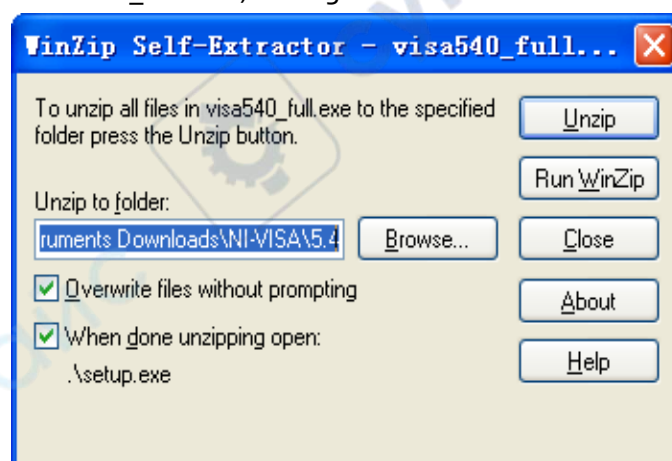 WinZip Self-Extractor - visa540_full...
To unzip all files in visa540_full.exe to the specified
folder press the Unzip button.
Unzip to folder:
ruments Downloads\NI-VISA\5.4
Browse...
Overwrite files without prompting
When done unzipping open:
.\setup.exe
Unzip
Run WinZip
Close
About
Help